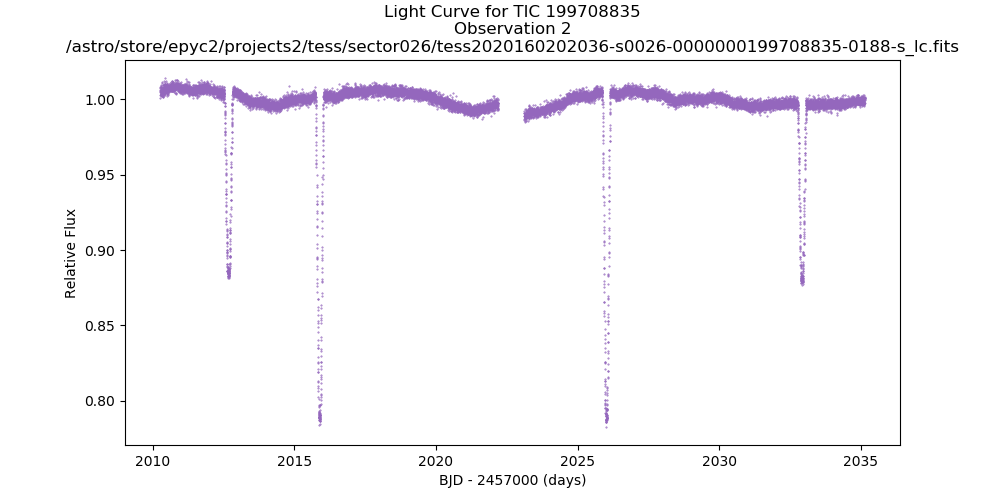 Light Curve for TIC 199708835
Observation 2
/astro/store/epyc2/projects2/tess/sector026/tess2020160202036-s0026-0000000199708835-0188-s_lc.fits
Relative Flux
1.00
0.95
0.90
0.85
0.80
2010 2015 2020 2025 2030 2035
BJD - 2457000 (days)